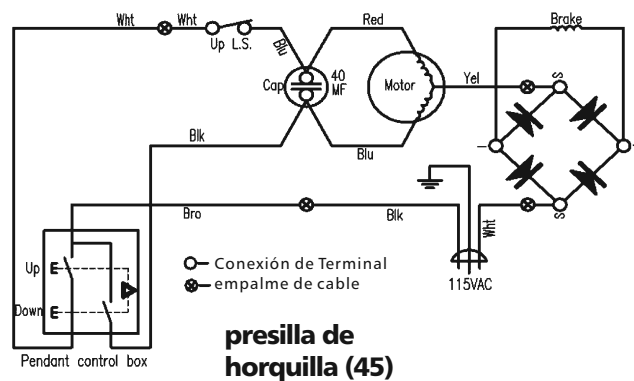 Wht
Wht
Up L.S.
Blu
Red
Brake
Cap
40
MF
Motor
Yel
S
Blk
Blu
-
-
Bro
Blk
Wht
S
Up
Down
Conexión de Terminal
empalme de cable
115VAC
Pendant control box
presilla de
horquilla (45)